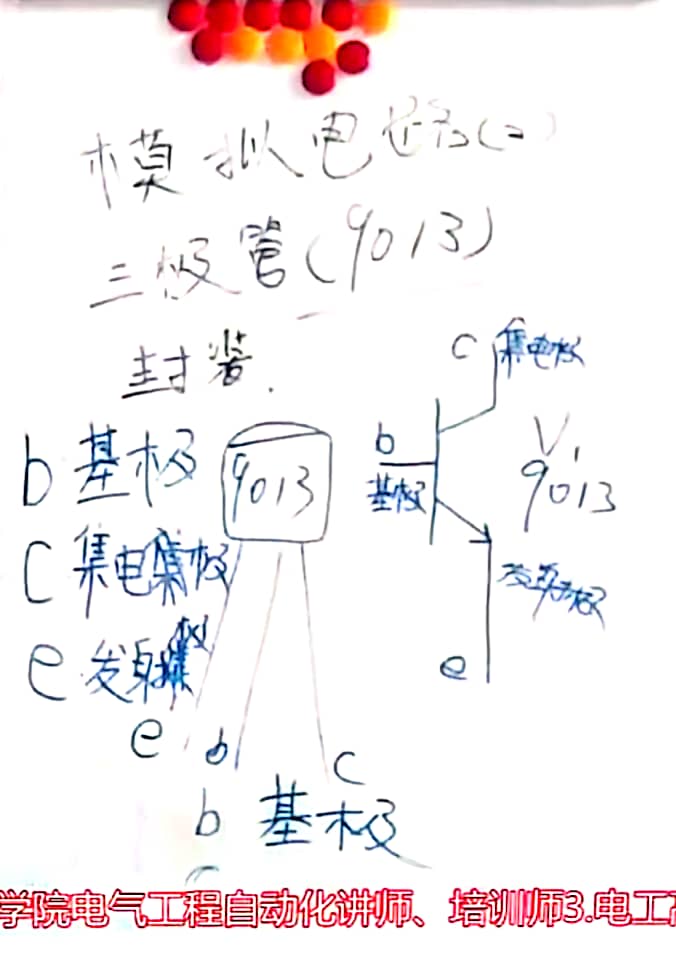 模拟电路(二)
三极管(9013)
封装.
c 集电极
b 基极
9013
b
基极
V1
9013
c 集电集极
发射极
e 发射极
e
e b c
b 基极
学院电气工程自动化讲师、培训师3.电工高